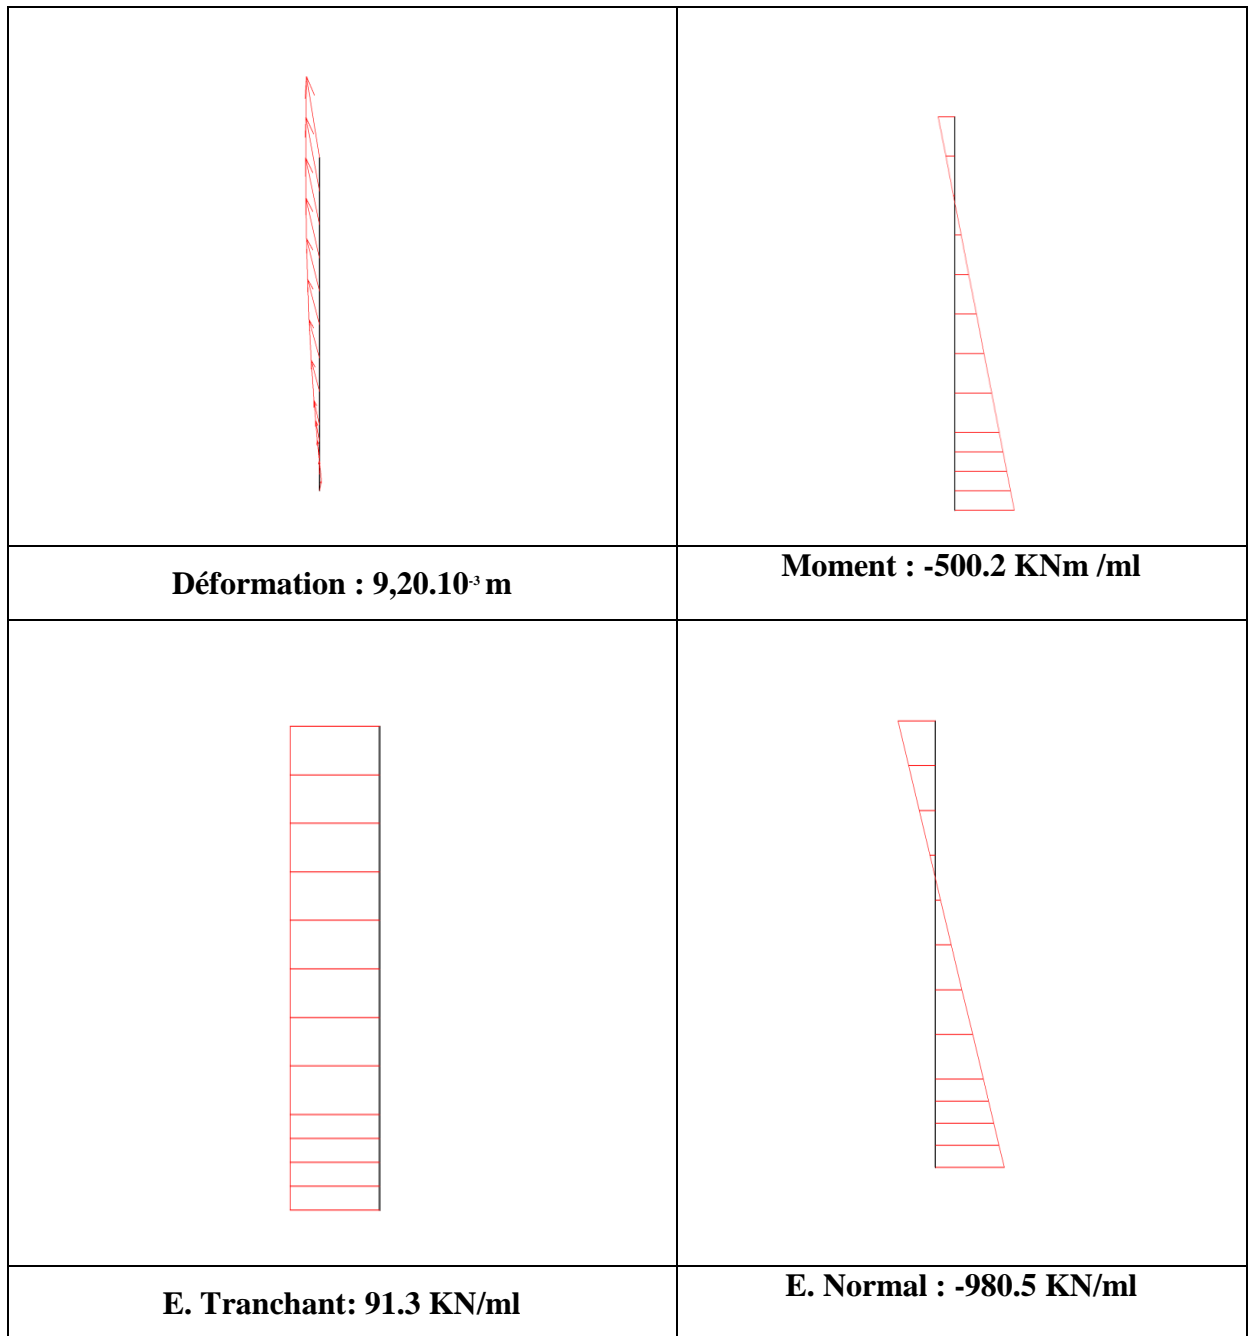 Déformation : 9,20.10⁻³ m
Moment : -500.2 KNm /ml
E. Tranchant: 91.3 KN/ml
E. Normal : -980.5 KN/ml